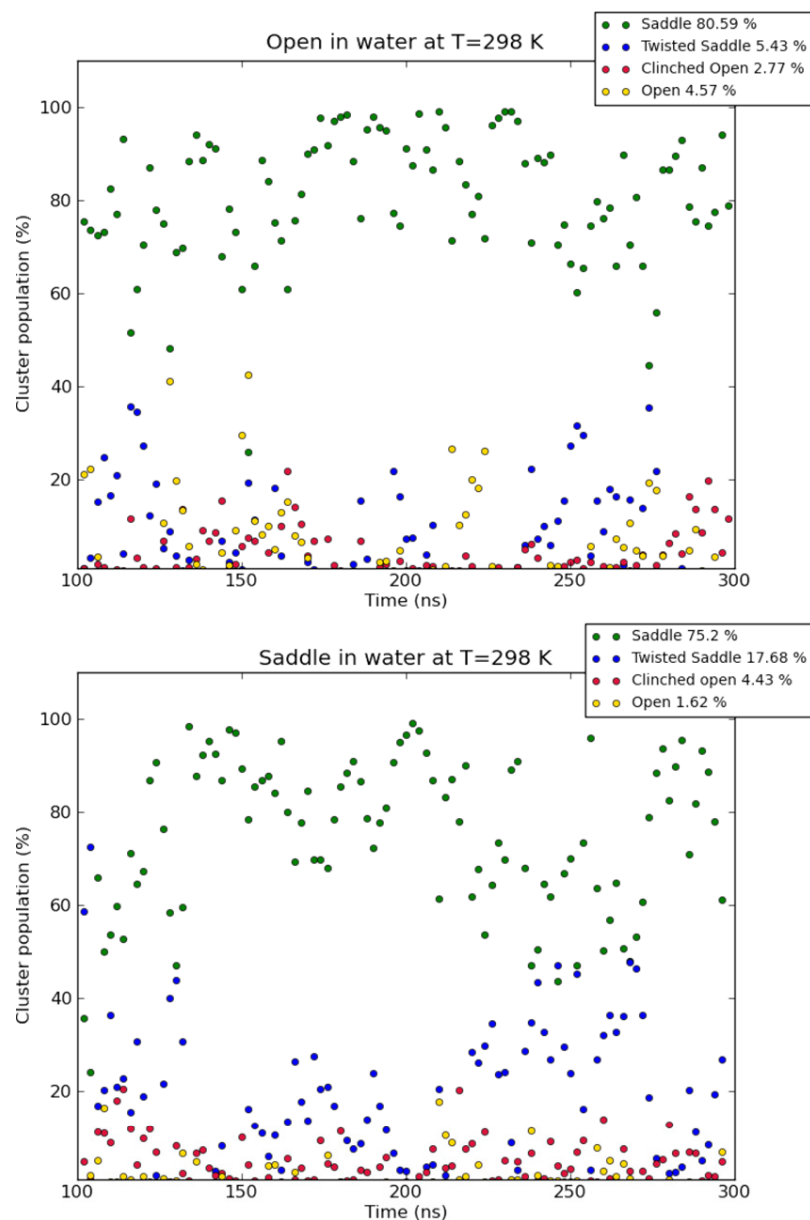 Open in water at T=298 K
Saddle 80.59 %
Twisted Saddle 5.43 %
Clinched Open 2.77 %
Open 4.57 %
Cluster population (%)
100
80
60
40
20
100
150
200
250
300
Time (ns)
Saddle in water at T=298 K
Saddle 75.2 %
Twisted Saddle 17.68 %
Clinched open 4.43 %
Open 1.62 %
Cluster population (%)
100
80
60
40
20
100
150
200
250
300
Time (ns)